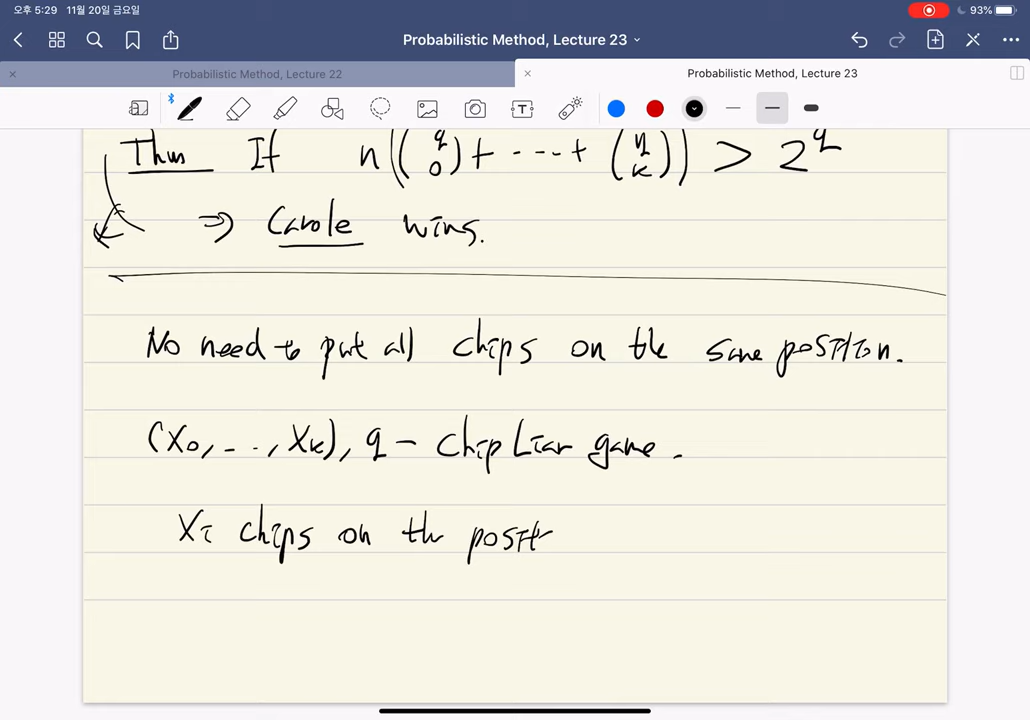 오후 5:29 11월 20일 금요일
93%
Probabilistic Method, Lecture 23
Probabilistic Method, Lecture 22
Probabilistic Method, Lecture 23
Thm If n((q 0) + ---- + (q k)) > 2^q
⇒ Carole wins.
No need to put all chips on the same position.
(x0, ..., xk), q - chip Liar game.
xi chips on the posit